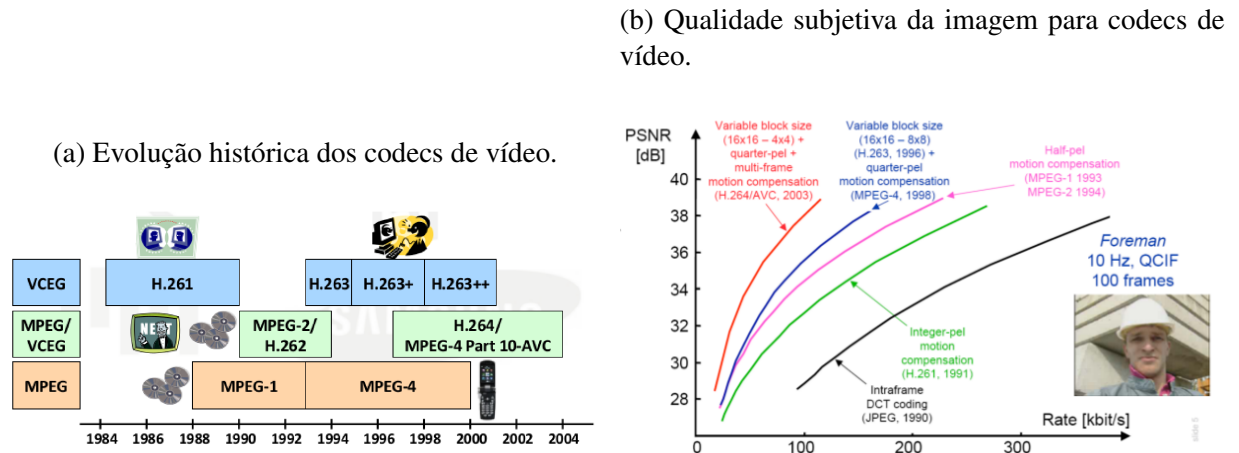 (a) Evolução histórica dos codecs de vídeo.
VCEG
H.261
H.263
H.263+
H.263++
MPEG/
VCEG
NEXT
MPEG-2/
H.262
H.264/
MPEG-4 Part 10-AVC
SAMSUNG
MPEG
MPEG-1
MPEG-4
1984 1986 1988 1990 1992 1994 1996 1998 2000 2002 2004
(b) Qualidade subjetiva da imagem para codecs de
vídeo.
PSNR
[dB]
40
38
36
34
32
30
28
Variable block size
(16x16 – 4x4) +
quarter-pel +
multi-frame
motion compensation
(H.264/AVC, 2003)
Variable block size
(16x16 – 8x8)
(H.263, 1996) +
quarter-pel
motion compensation
(MPEG-4, 1998)
Half-pel
motion compensation
(MPEG-1 1993
MPEG-2 1994)
Foreman
10 Hz, QCIF
100 frames
Integer-pel
motion
compensation
(H.261, 1991)
Intraframe
DCT coding
(JPEG, 1990)
Rate [kbit/s]
0 100 200 300
slide 5